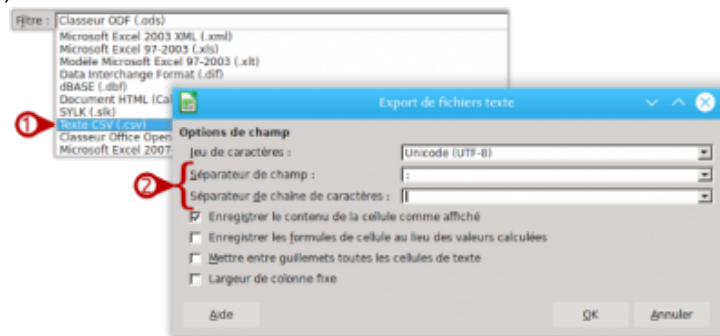 Filtre : Classeur ODF (.ods)
Microsoft Excel 2003 XML (.xml)
Microsoft Excel 97-2003 (.xls)
Modèle Microsoft Excel 97-2003 (.xlt)
Data Interchange Format (.dif)
dBASE (.dbf)
Document HTML (Cal
SYLK (.slk)
1 Texte CSV (.csv)
Classeur Office Open
Microsoft Excel 2007
Export de fichiers texte
Options de champ
Jeu de caractères : Unicode (UTF-8)
2 Séparateur de champ : :
Séparateur de chaîne de caractères :
Enregistrer le contenu de la cellule comme affiché
Enregistrer les formules de cellule au lieu des valeurs calculées
Mettre entre guillemets toutes les cellules de texte
Largeur de colonne fixe
Aide OK Annuler